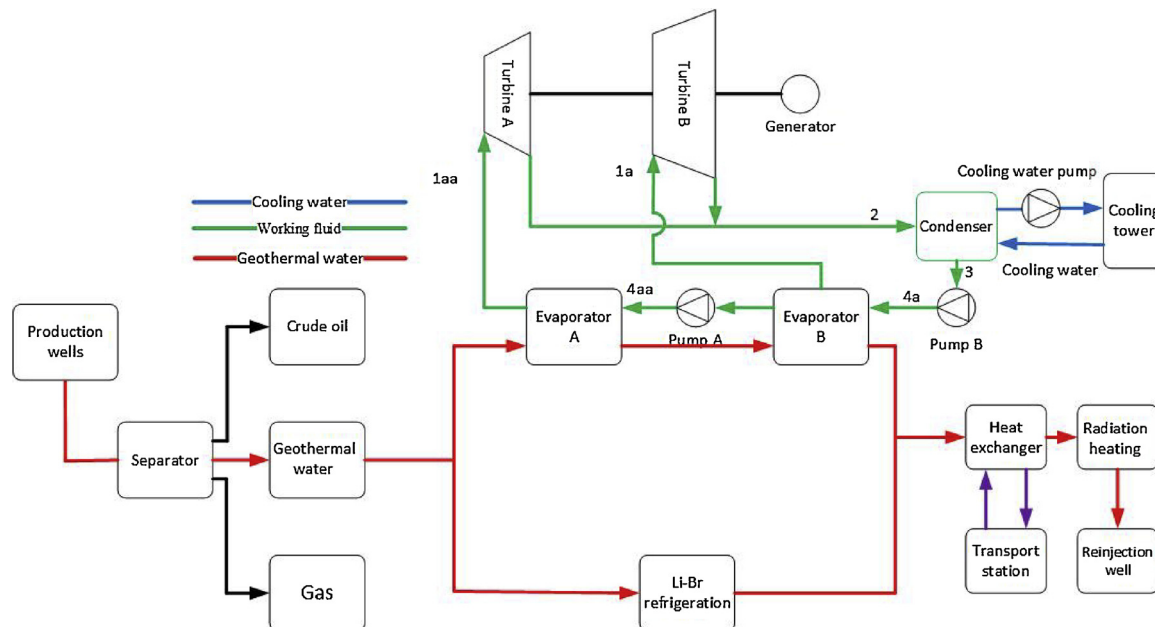 Turbine A
Turbine B
Generator
1aa
1a
Cooling water
Working fluid
Geothermal water
2
Condenser
Cooling water pump
Cooling
tower
Cooling water
3
4aa
4a
Production
wells
Crude oil
Evaporator
A
Pump A
Evaporator
B
Pump B
Separator
Geothermal
water
Heat
exchanger
Radiation
heating
Gas
Li-Br
refrigeration
Transport
station
Reinjection
well